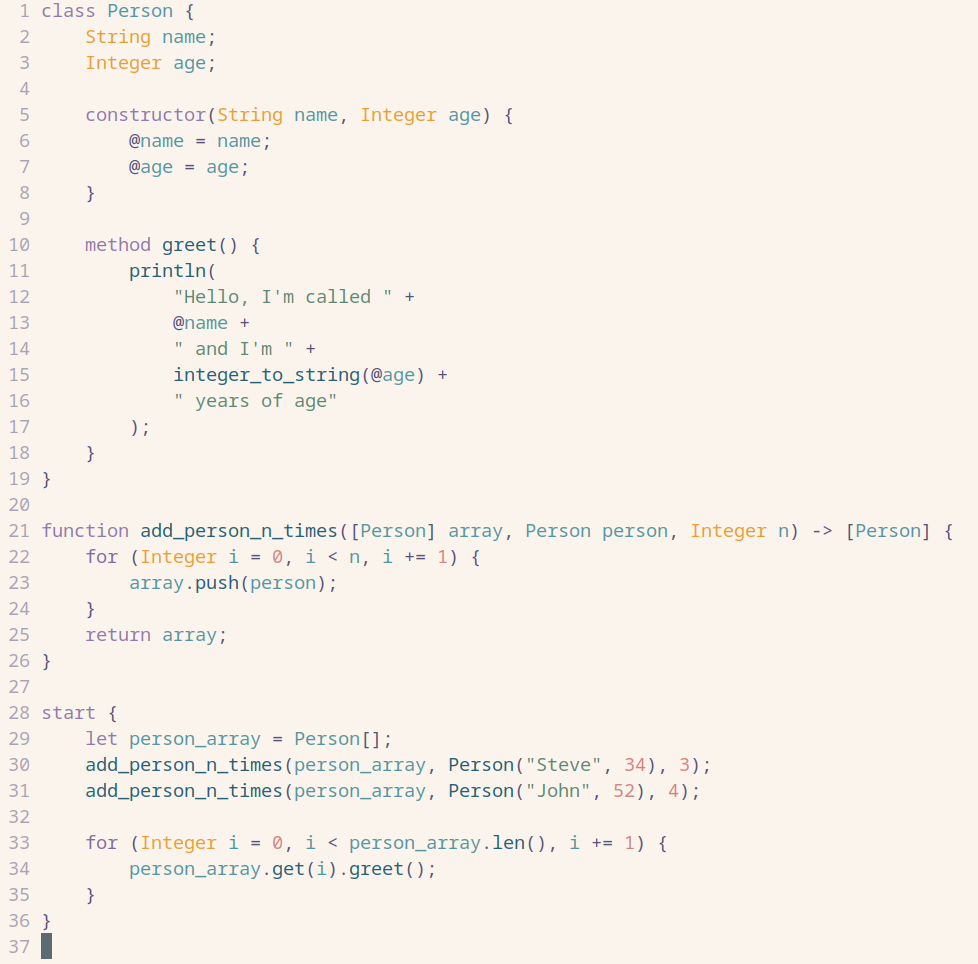 1 class Person {
2     String name;
3     Integer age;
4
5     constructor(String name, Integer age) {
6         @name = name;
7         @age = age;
8     }
9
10     method greet() {
11         println(
12             "Hello, I'm called " +
13             @name +
14             " and I'm " +
15             integer_to_string(@age) +
16             " years of age"
17         );
18     }
19 }
20
21 function add_person_n_times([Person] array, Person person, Integer n) -> [Person] {
22     for (Integer i = 0, i < n, i += 1) {
23         array.push(person);
24     }
25     return array;
26 }
27
28 start {
29     let person_array = Person[];
30     add_person_n_times(person_array, Person("Steve", 34), 3);
31     add_person_n_times(person_array, Person("John", 52), 4);
32
33     for (Integer i = 0, i < person_array.len(), i += 1) {
34         person_array.get(i).greet();
35     }
36 }
37